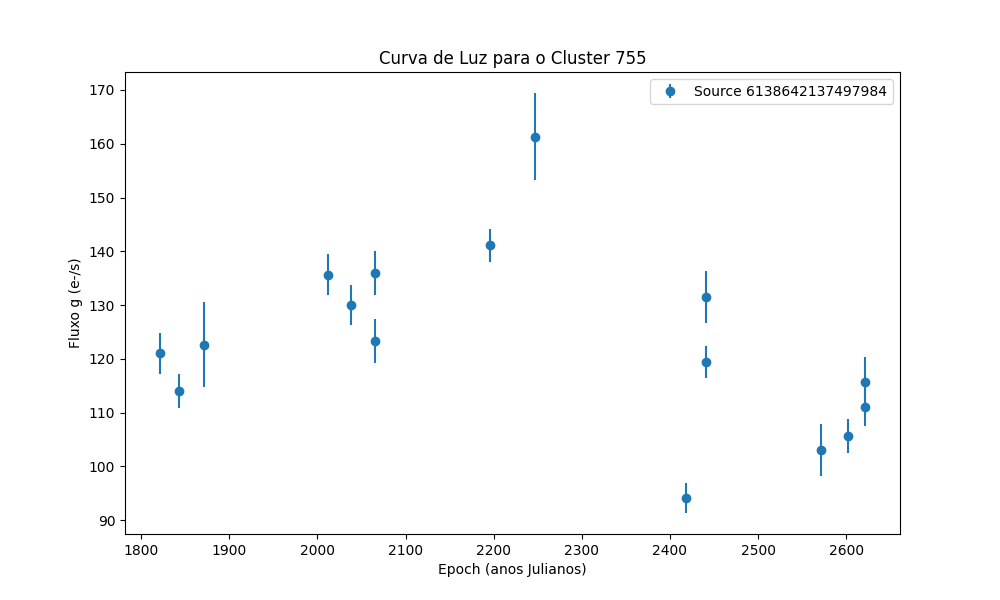 Curva de Luz para o Cluster 755
Source 6138642137497984
Fluxo g (e-/s)
170
160
150
140
130
120
110
100
90
1800 1900 2000 2100 2200 2300 2400 2500 2600
Epoch (anos Julianos)